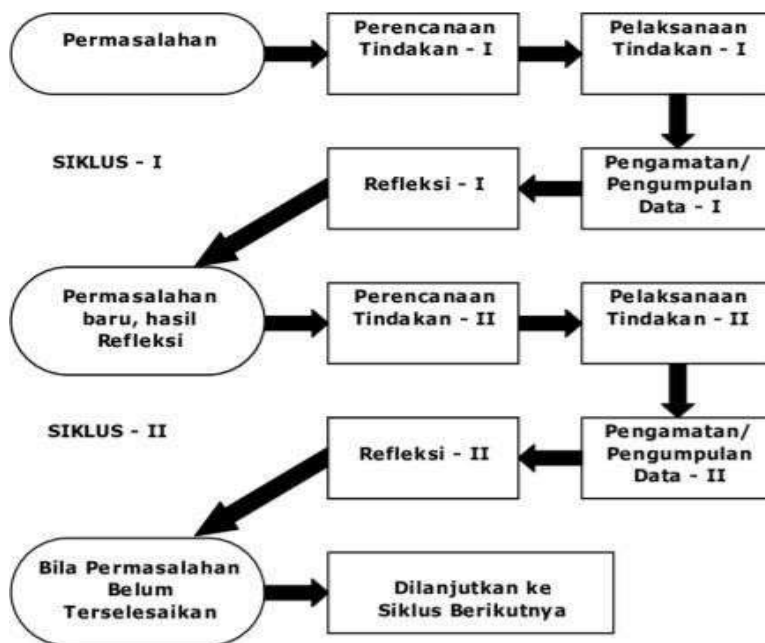 Permasalahan
Perencanaan
Tindakan - I
Pelaksanaan
Tindakan - I
SIKLUS - I
Refleksi - I
Pengamatan/
Pengumpulan
Data - I
Permasalahan
baru, hasil
Refleksi
Perencanaan
Tindakan - II
Pelaksanaan
Tindakan - II
SIKLUS - II
Refleksi - II
Pengamatan/
Pengumpulan
Data - II
Bila Permasalahan
Belum
Terselesaikan
Dilanjutkan ke
Siklus Berikutnya